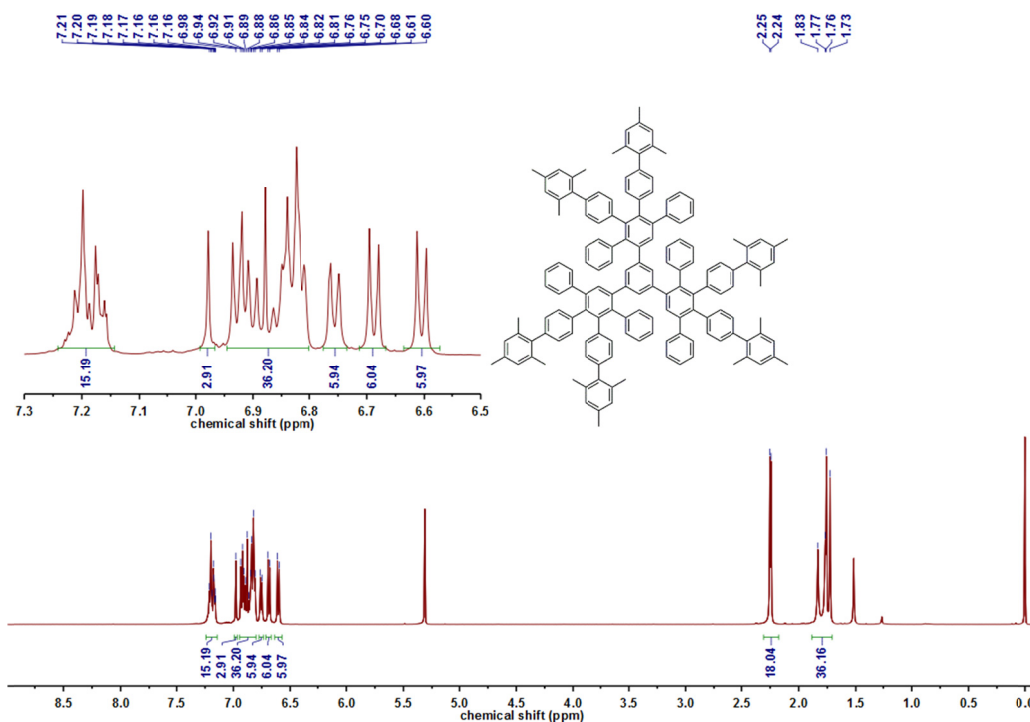 7.21 7.20 7.19 7.18 7.17 7.16 7.16 7.16 6.98 6.94 6.92 6.91 6.89 6.88 6.86 6.85 6.84 6.82 6.81 6.76 6.75 6.70 6.68 6.61 6.60
2.25 2.24
1.83 1.77 1.76 1.73
15.19 2.91 36.20 5.94 6.04 5.97
7.3 7.2 7.1 7.0 6.9 6.8 6.7 6.6 6.5
chemical shift (ppm)
15.19 2.91 36.20 5.94 6.04 5.97 18.04 36.16
8.5 8.0 7.5 7.0 6.5 6.0 5.5 5.0 4.5 4.0 3.5 3.0 2.5 2.0 1.5 1.0 0.5
chemical shift (ppm)